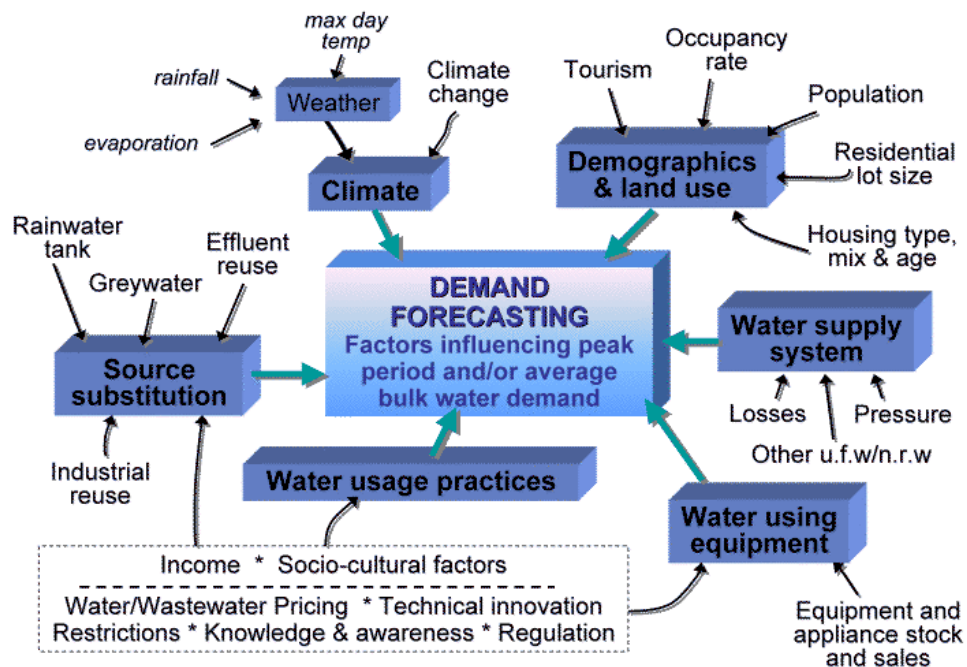 max day
temp
rainfall
Weather
evaporation
Climate
change
Climate
Tourism
Occupancy
rate
Population
Demographics
& land use
Residential
lot size
Housing type,
mix & age
Rainwater
tank
Greywater
Effluent
reuse
Source
substitution
Industrial
reuse
DEMAND
FORECASTING
Factors influencing peak
period and/or average
bulk water demand
Water supply
system
Losses
Pressure
Other u.f.w/n.r.w
Water usage practices
Water using
equipment
Income * Socio-cultural factors
Water/Wastewater Pricing * Technical innovation
Restrictions * Knowledge & awareness * Regulation
Equipment and
appliance stock
and sales